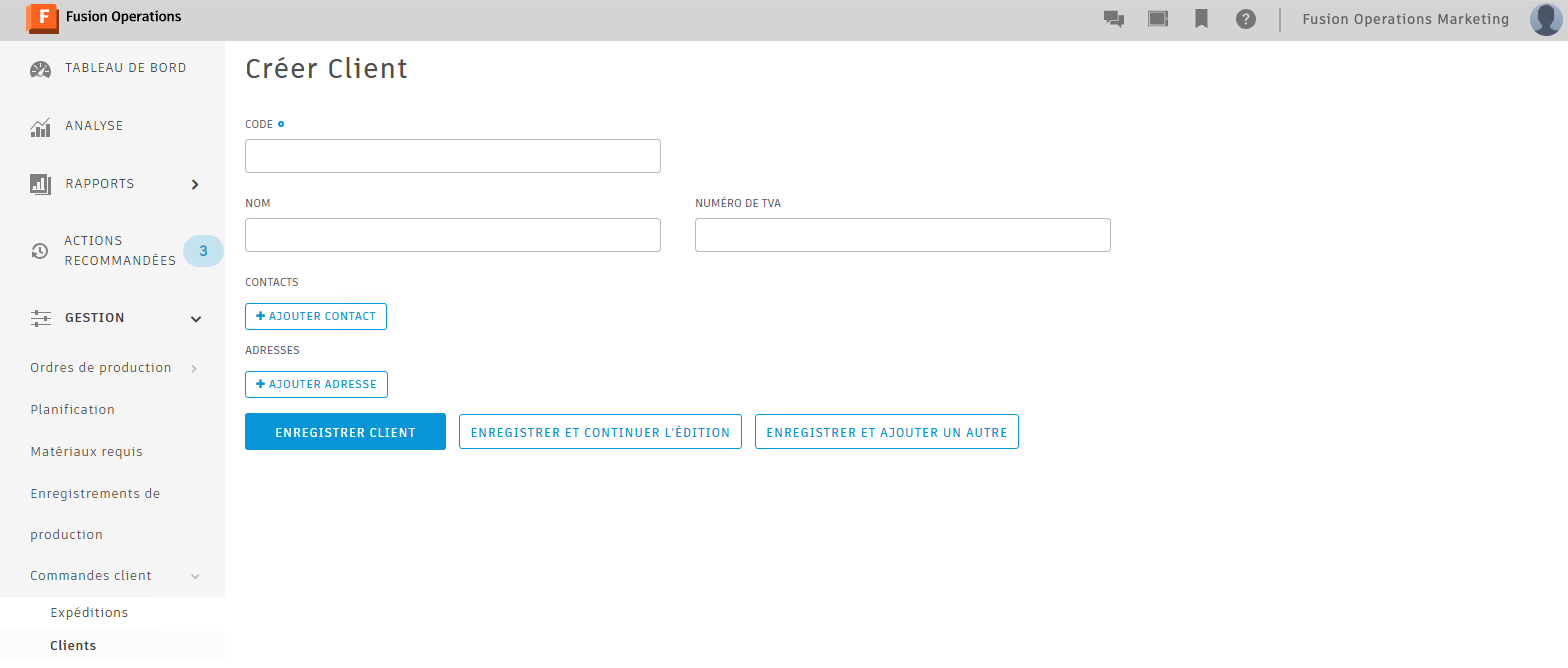 F Fusion Operations
? Fusion Operations Marketing
TABLEAU DE BORD
ANALYSE
RAPPORTS
ACTIONS
RECOMMANDÉES
3
GESTION
Ordres de production
Planification
Matériaux requis
Enregistrements de
production
Commandes client
Expéditions
Clients
Créer Client
CODE
NOM
NUMÉRO DE TVA
CONTACTS
+ AJOUTER CONTACT
ADRESSES
+ AJOUTER ADRESSE
ENREGISTRER CLIENT
ENREGISTRER ET CONTINUER L'ÉDITION
ENREGISTRER ET AJOUTER UN AUTRE